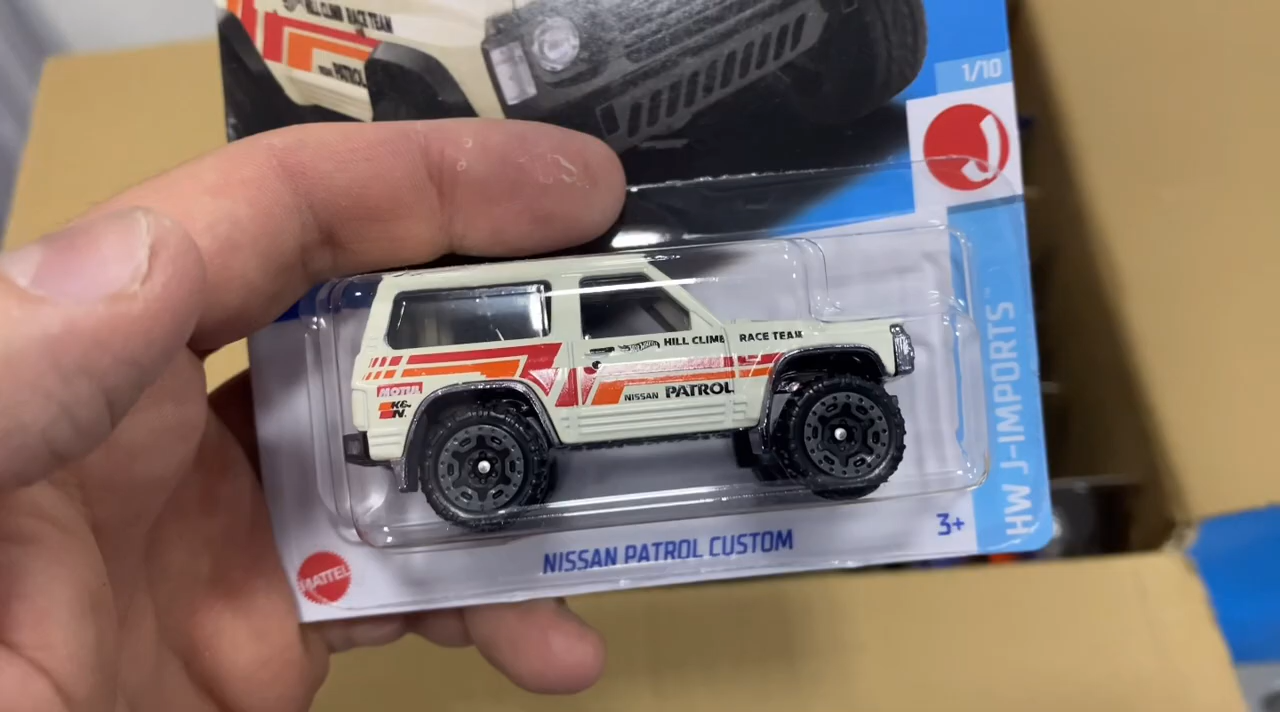 HILL CLIMB RACE TEAM
PATROL
1/10
J
HW J-IMPORTS™
HILL CLIMB RACE TEAM
NISSAN PATROL
MOTUL
K&N
NISSAN PATROL CUSTOM
3+
MATTEL